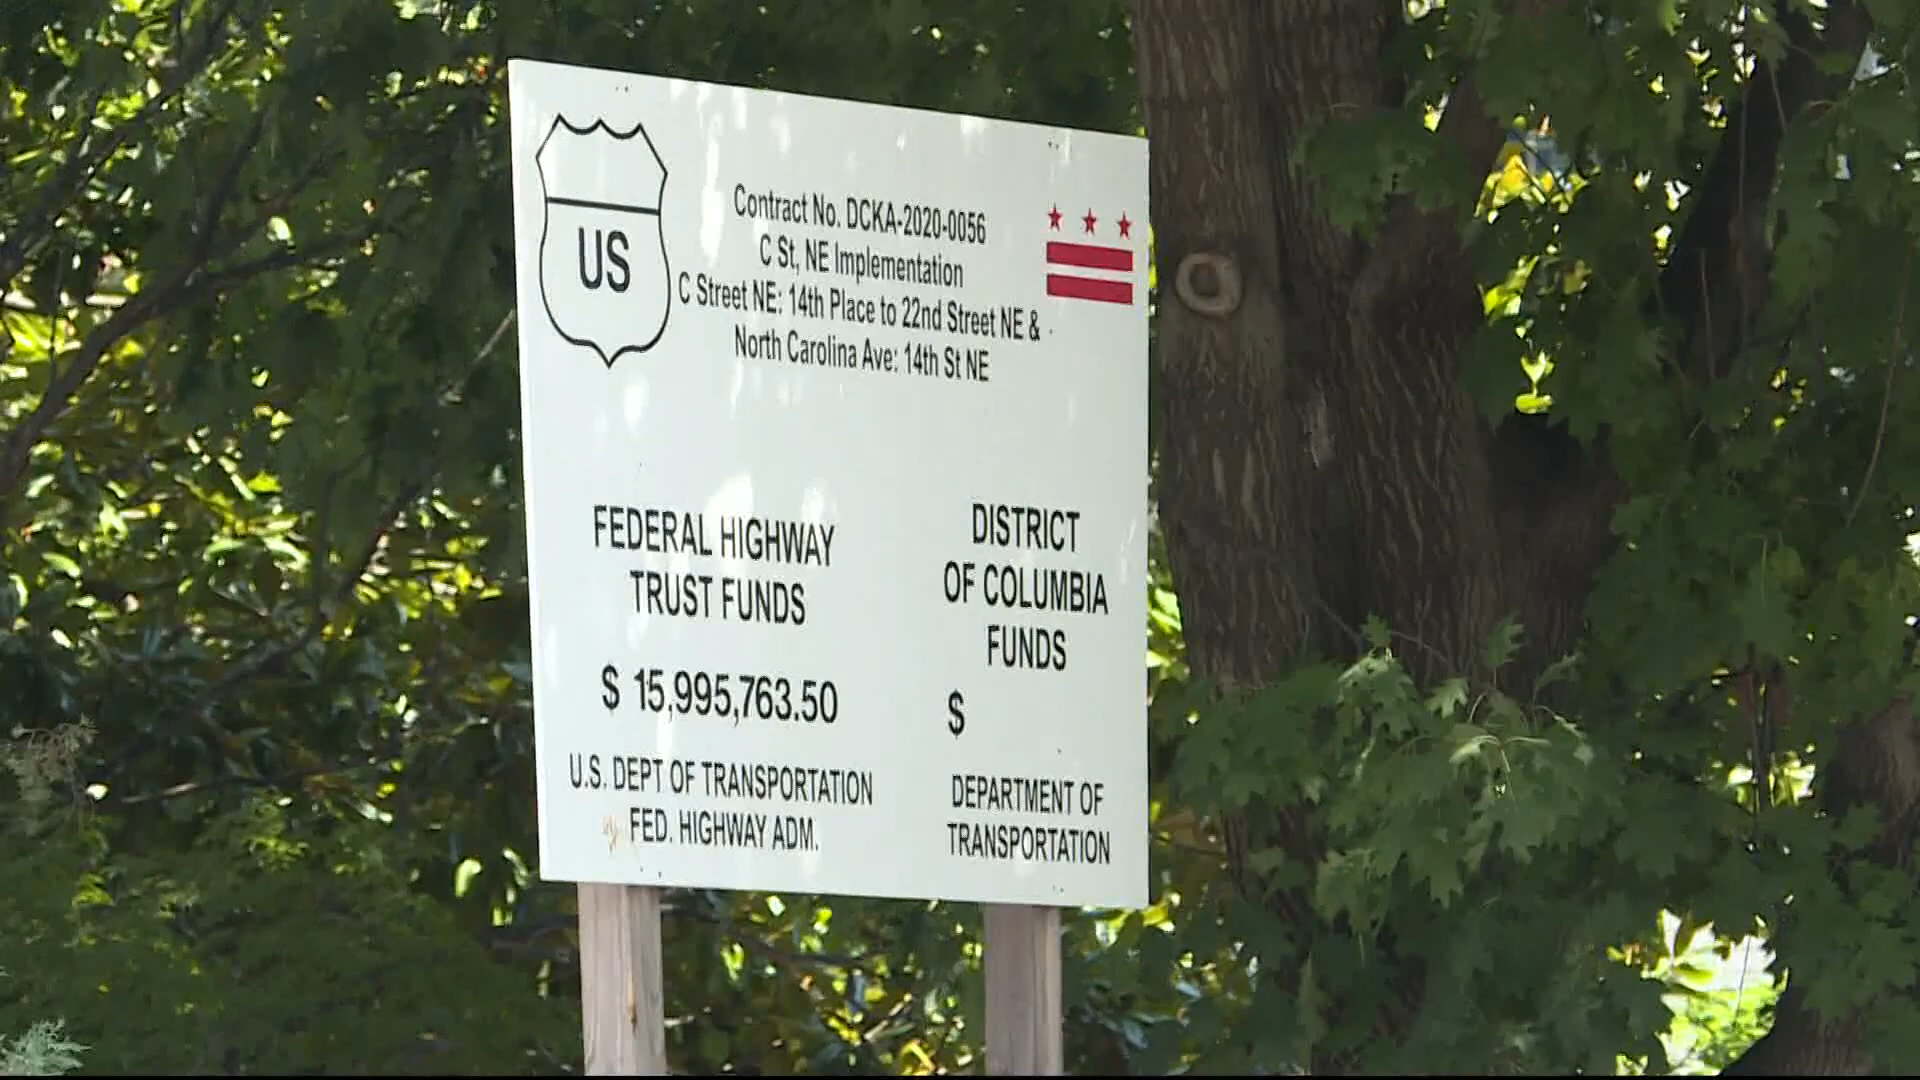 US
Contract No. DCKA-2020-0056
C St, NE Implementation
C Street NE: 14th Place to 22nd Street NE &
North Carolina Ave: 14th St NE
FEDERAL HIGHWAY
TRUST FUNDS
$ 15,995,763.50
U.S. DEPT OF TRANSPORTATION
FED. HIGHWAY ADM.
DISTRICT
OF COLUMBIA
FUNDS
$
DEPARTMENT OF
TRANSPORTATION